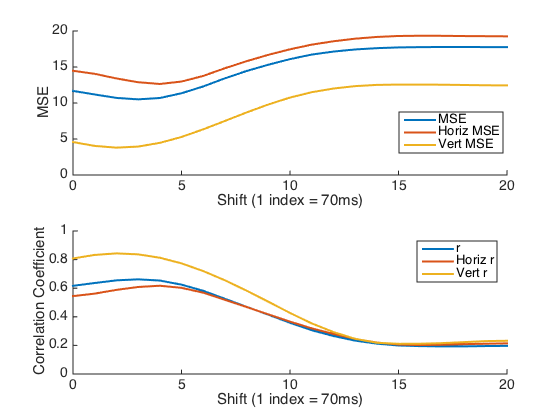 20
15
10
5
0
MSE
MSE
Horiz MSE
Vert MSE
0 5 10 15 20
Shift (1 index = 70ms)
1
0.8
0.6
0.4
0.2
0
Correlation Coefficient
r
Horiz r
Vert r
0 5 10 15 20
Shift (1 index = 70ms)